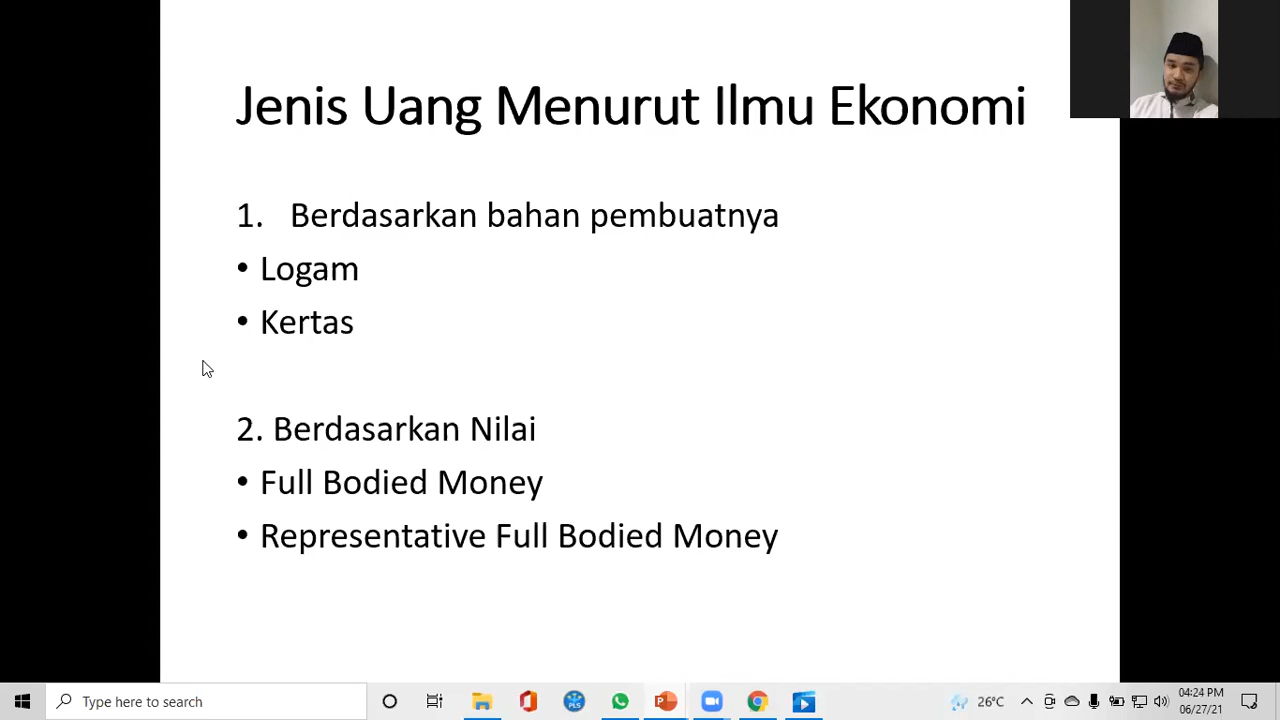 Jenis Uang Menurut Ilmu Ekonomi
1. Berdasarkan bahan pembuatnya
• Logam
• Kertas
2. Berdasarkan Nilai
• Full Bodied Money
• Representative Full Bodied Money
Type here to search
PLS
26°C
04:24 PM
06/27/21